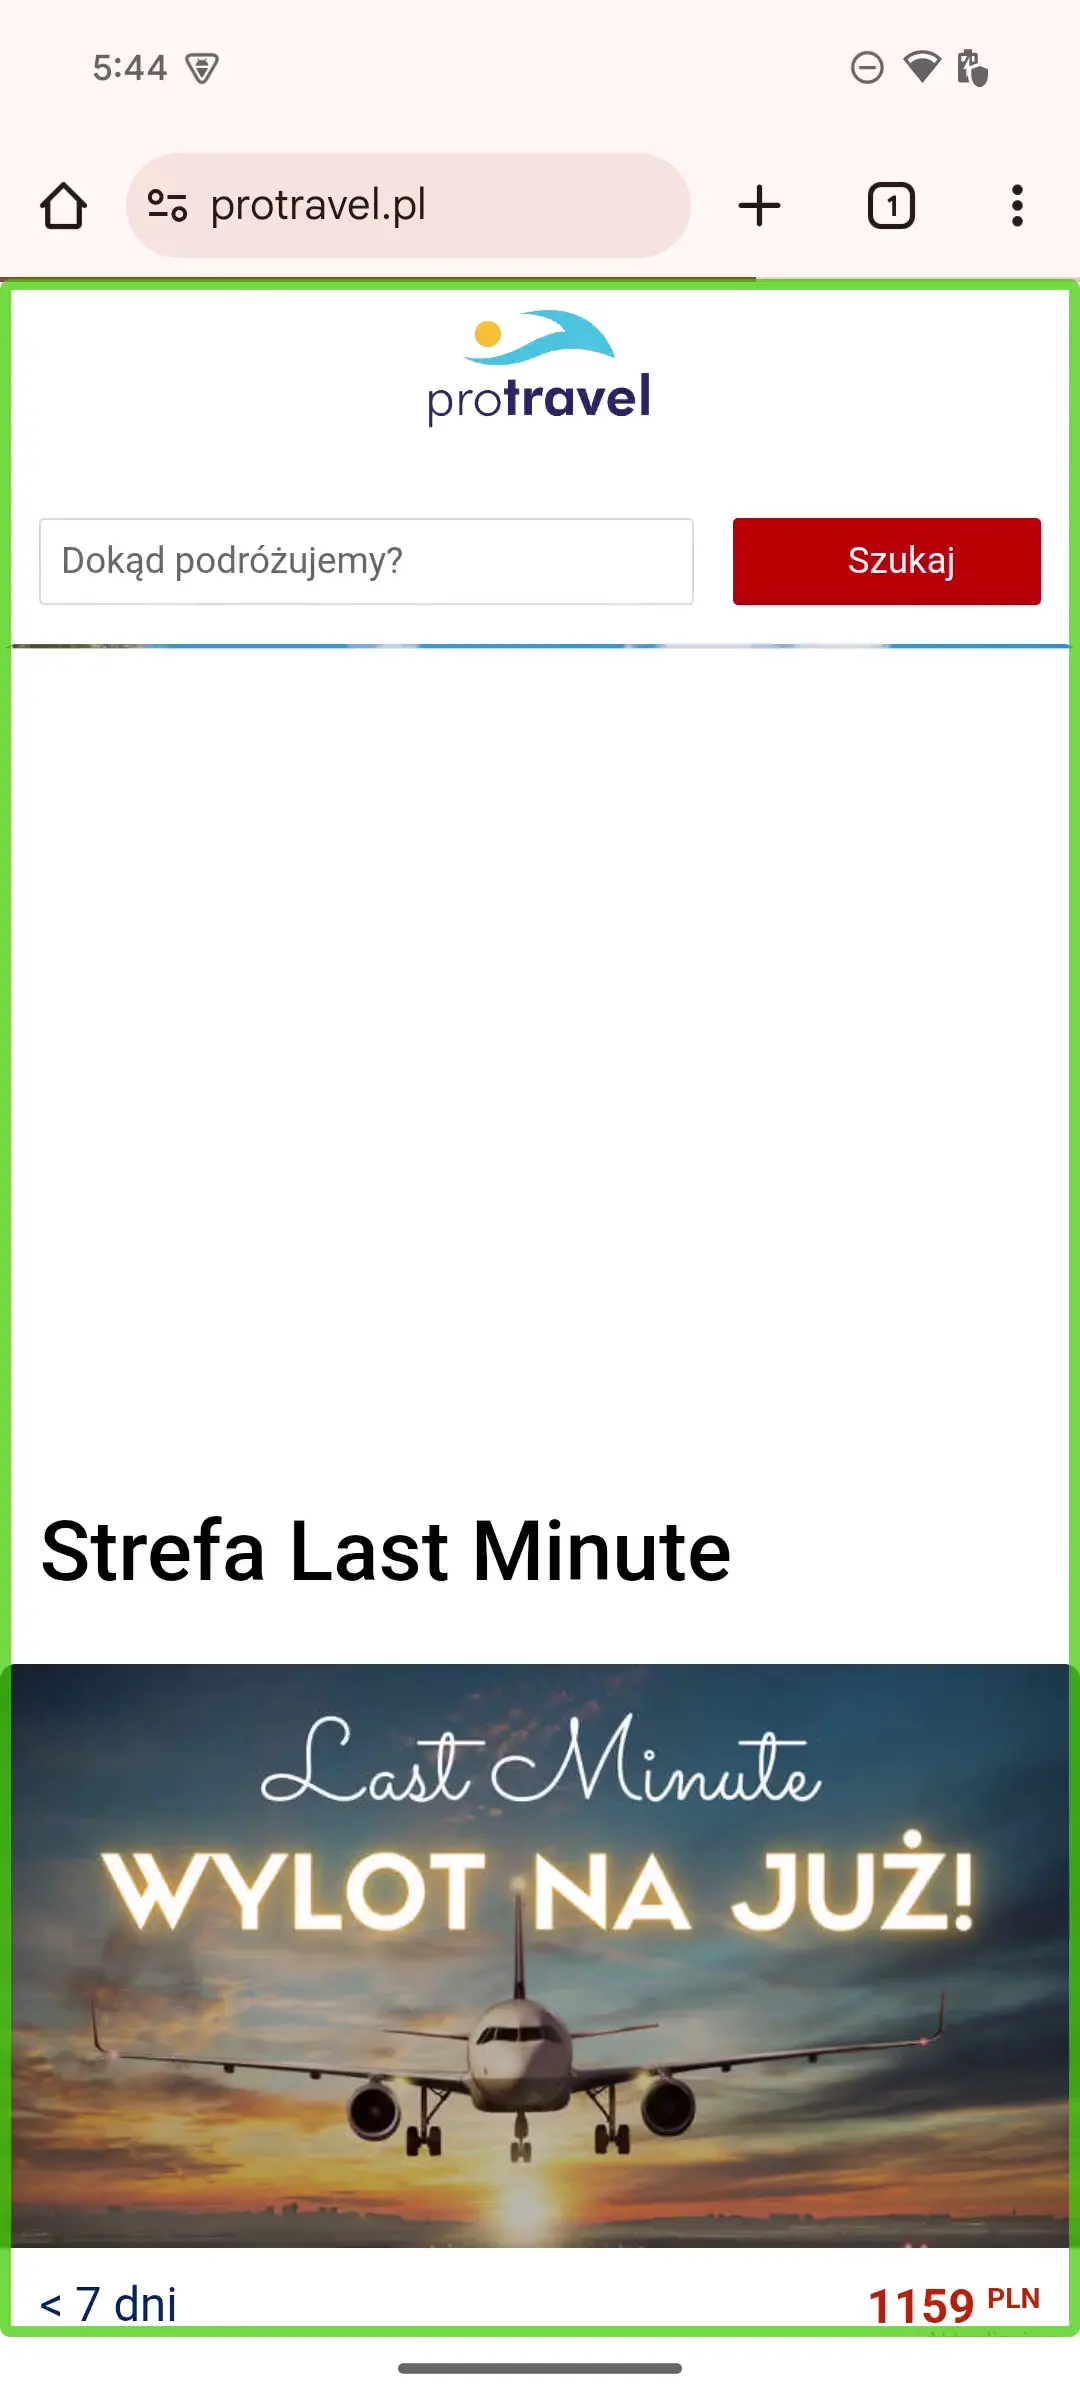 5:44
protravel.pl
1
protravel
Dokąd podróżujemy?
Szukaj
Strefa Last Minute
Last Minute
WYLOT NA JUŻ!
< 7 dni
1159 PLN